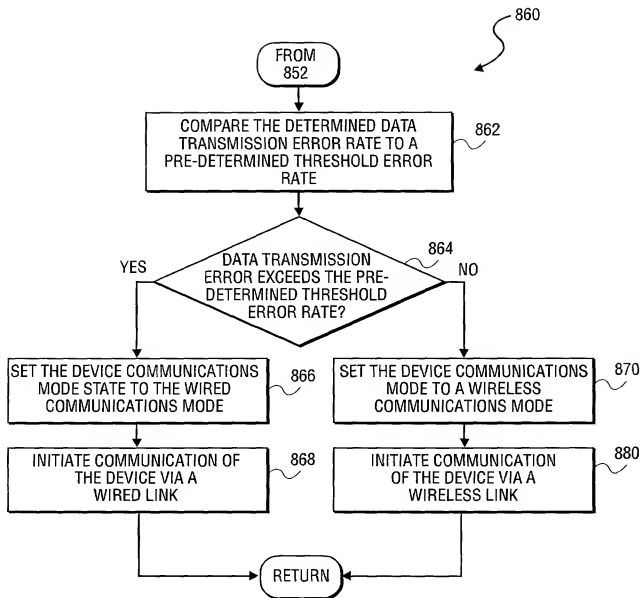 860
FROM
852
COMPARE THE DETERMINED DATA
TRANSMISSION ERROR RATE TO A
PRE-DETERMINED THRESHOLD ERROR
RATE
862
864
DATA TRANSMISSION
ERROR EXCEEDS THE PRE-
DETERMINED THRESHOLD
ERROR RATE?
YES
NO
SET THE DEVICE COMMUNICATIONS
MODE STATE TO THE WIRED
COMMUNICATIONS MODE
866
SET THE DEVICE COMMUNICATIONS
MODE TO A WIRELESS
COMMUNICATIONS MODE
870
INITIATE COMMUNICATION OF
THE DEVICE VIA A
WIRED LINK
868
INITIATE COMMUNICATION
OF THE DEVICE VIA A
WIRELESS LINK
880
RETURN